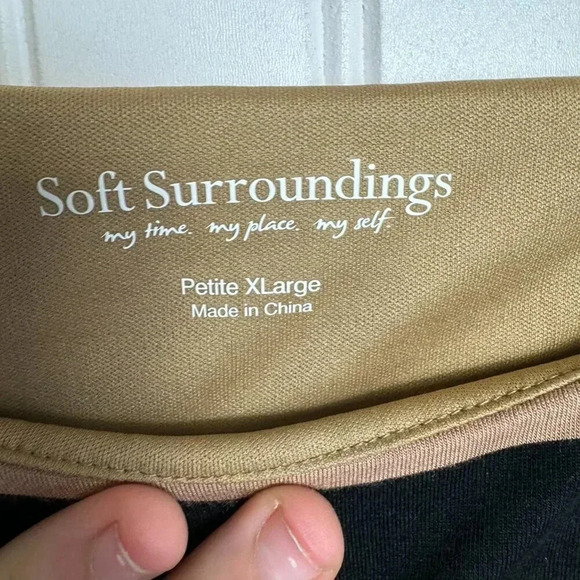 Soft Surroundings
my time. my place. my self.
Petite XLarge
Made in China